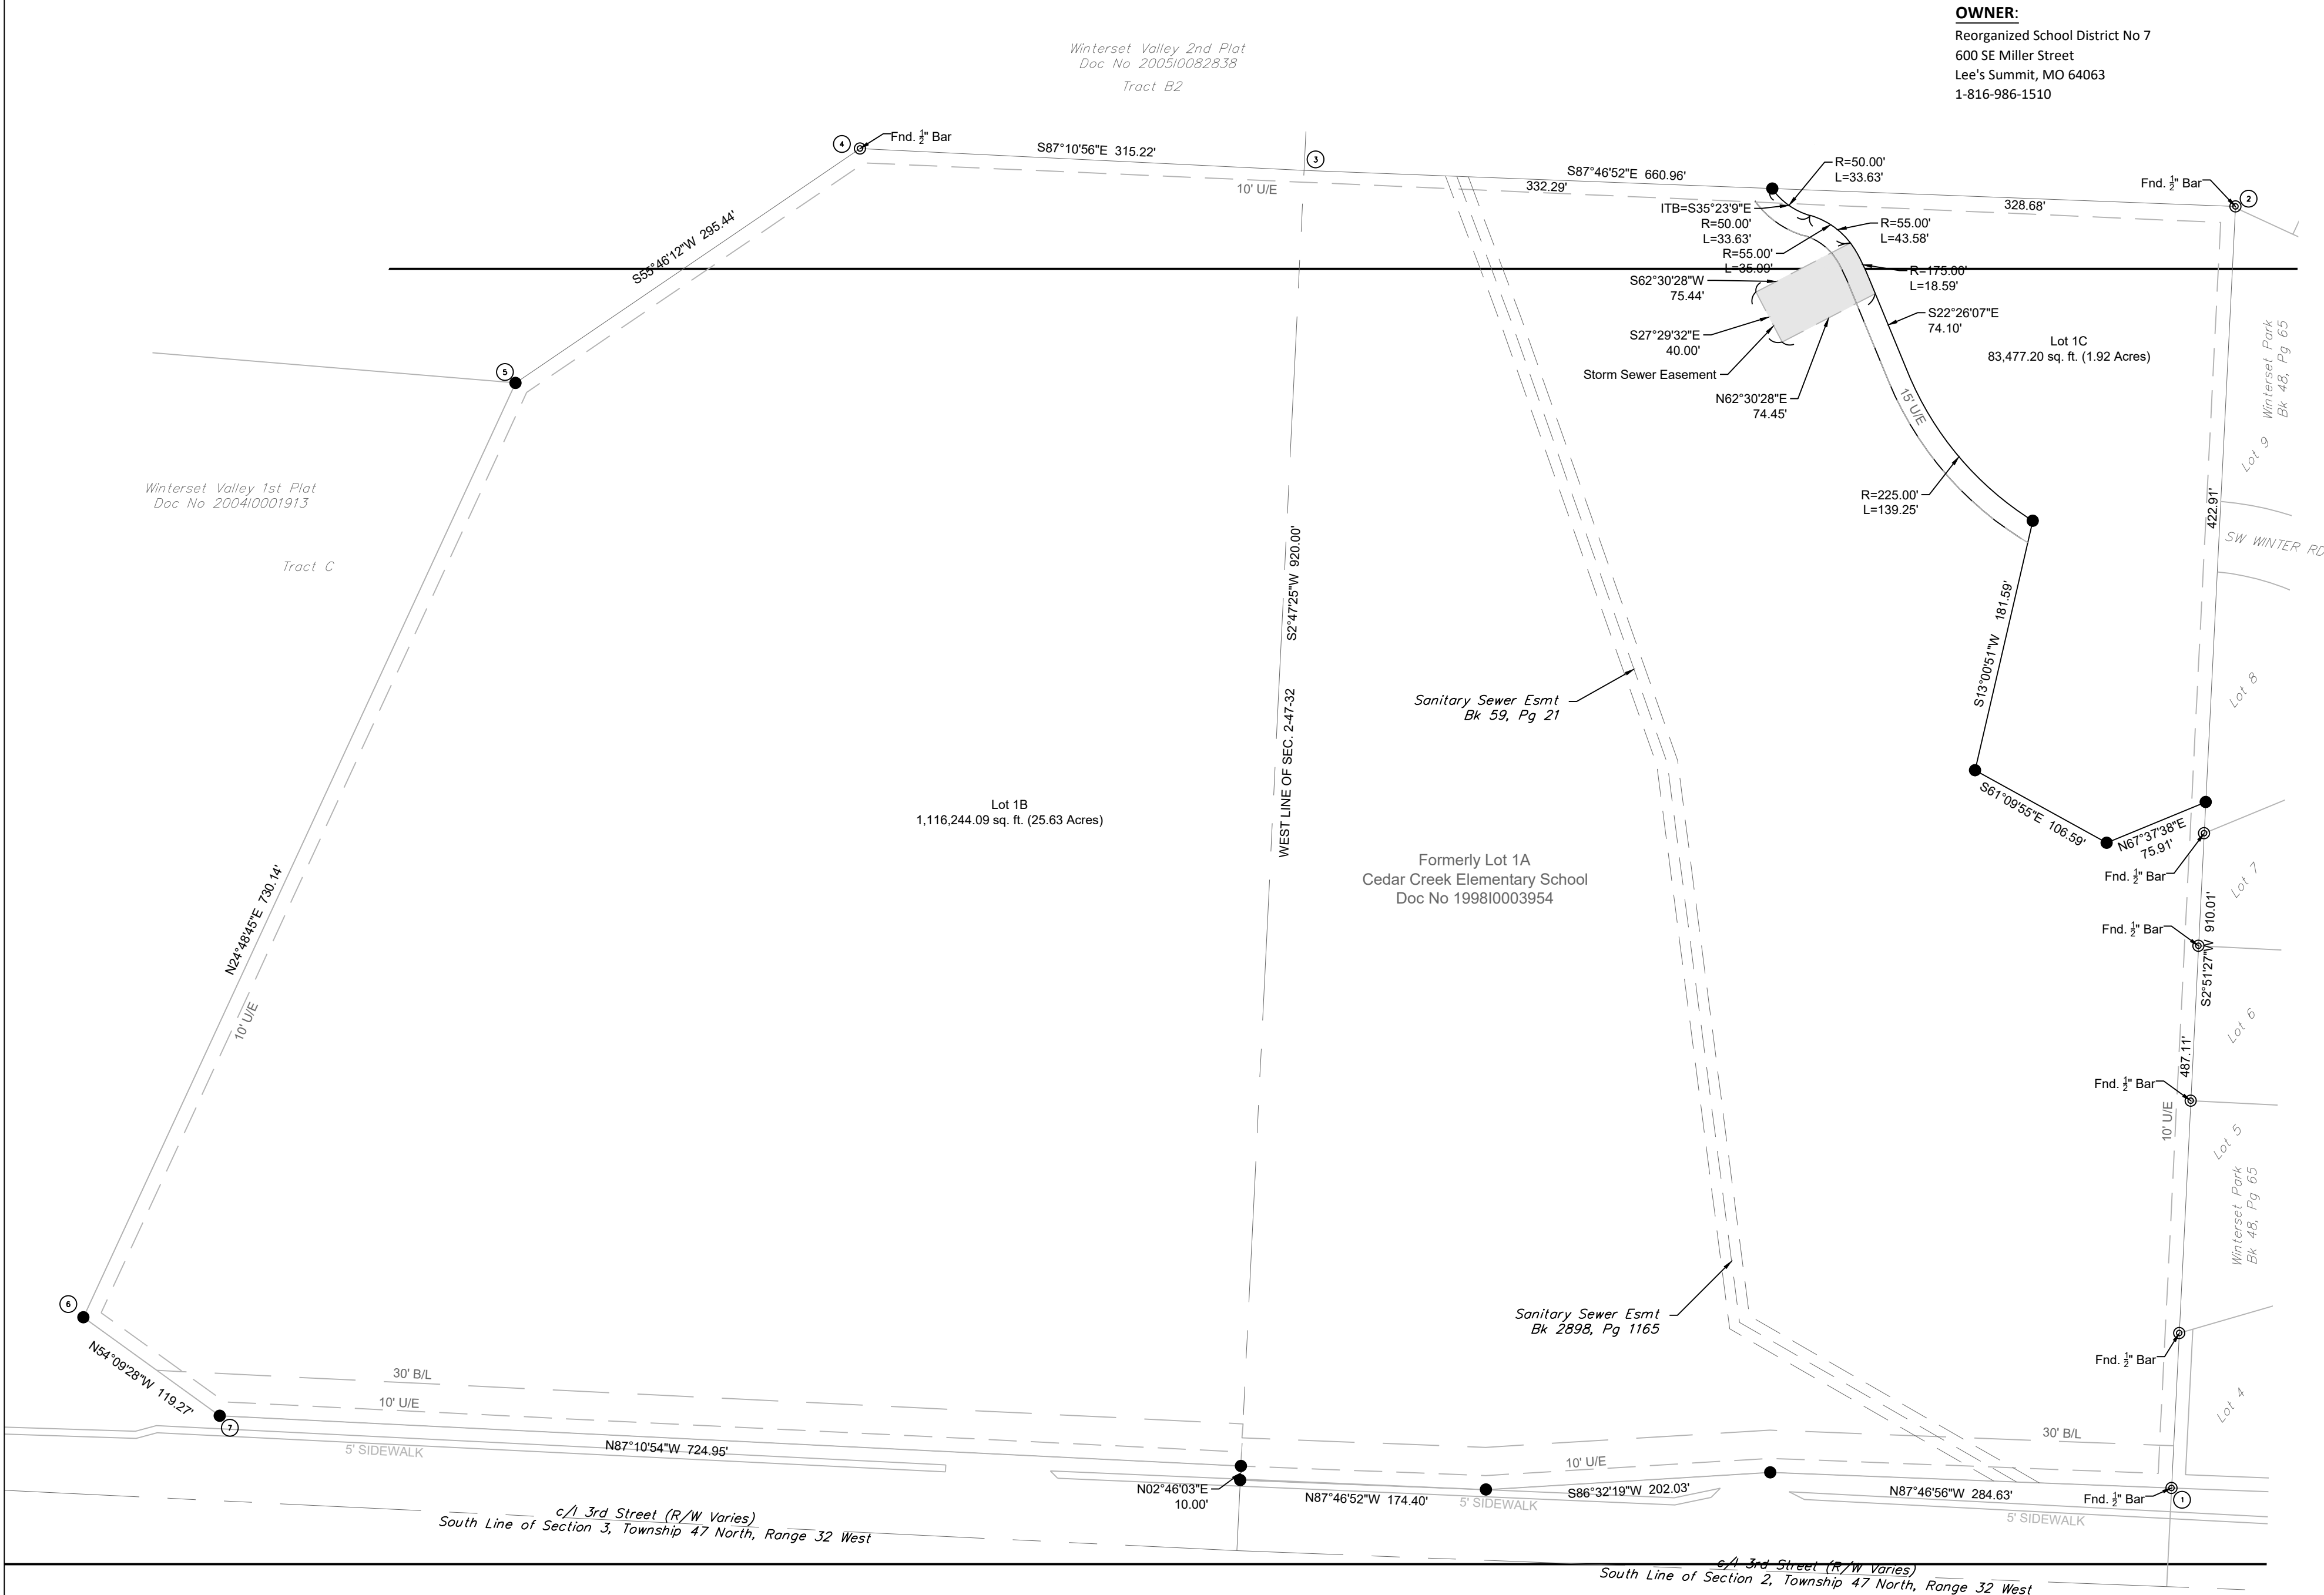 OWNER:
Reorganized School District No 7
600 SE Miller Street
Lee's Summit, MO 64063
1-816-986-1510
Winterset Valley 2nd Plat
Doc No 2005I0082838
Tract B2
4
Fnd. ½" Bar
S87°10'56"E 315.22'
3
10' U/E
S87°46'52"E 660.96'
332.29'
R=50.00'
L=33.63'
328.68'
Fnd. ½" Bar
2
ITB=S35°23'9"E
R=50.00'
L=33.63'
R=55.00'
L=35.09'
R=55.00'
L=43.58'
R=175.00'
L=18.59'
S62°30'28"W
75.44'
S27°29'32"E
40.00'
Storm Sewer Easement
N62°30'28"E
74.45'
S22°26'07"E
74.10'
Lot 1C
83,477.20 sq. ft. (1.92 Acres)
15' U/E
R=225.00'
L=139.25'
Winterset Park
Bk 48, Pg 65
Lot 9
422.91'
SW WINTER RD
S55°46'12"W 295.44'
5
Winterset Valley 1st Plat
Doc No 2004I0001913
Tract C
S2°47'25"W 920.00'
WEST LINE OF SEC. 2-47-32
Sanitary Sewer Esmt
Bk 59, Pg 21
S13°00'51"W 181.59'
Lot 8
S61°09'55"E 106.59'
N67°37'38"E
75.91'
Fnd. ½" Bar
Lot 7
Lot 1B
1,116,244.09 sq. ft. (25.63 Acres)
Formerly Lot 1A
Cedar Creek Elementary School
Doc No 1998I0003954
N24°48'45"E 730.14'
10' U/E
Fnd. ½" Bar
S2°51'27"W 910.01'
Lot 6
487.11'
Fnd. ½" Bar
10' U/E
Lot 5
Winterset Park
Bk 48, Pg 65
6
N54°09'28"W 119.27'
Sanitary Sewer Esmt
Bk 2898, Pg 1165
Fnd. ½" Bar
Lot 4
30' B/L
10' U/E
7
5' SIDEWALK
N87°10'54"W 724.95'
N02°46'03"E
10.00'
N87°46'52"W 174.40'
10' U/E
5' SIDEWALK
S86°32'19"W 202.03'
30' B/L
N87°46'56"W 284.63'
5' SIDEWALK
Fnd. ½" Bar
1
c/l 3rd Street (R/W Varies)
South Line of Section 3, Township 47 North, Range 32 West
c/l 3rd Street (R/W Varies)
South Line of Section 2, Township 47 North, Range 32 West